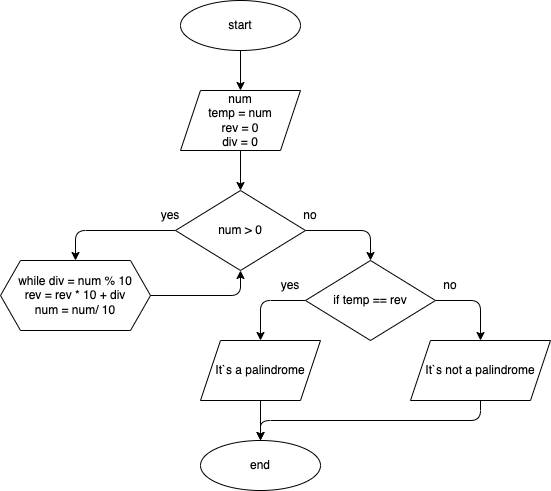 start
num
temp = num
rev = 0
div = 0
yes
no
num > 0
while div = num % 10
rev = rev * 10 + div
num = num/ 10
yes
no
if temp == rev
It`s a palindrome
It`s not a palindrome
end